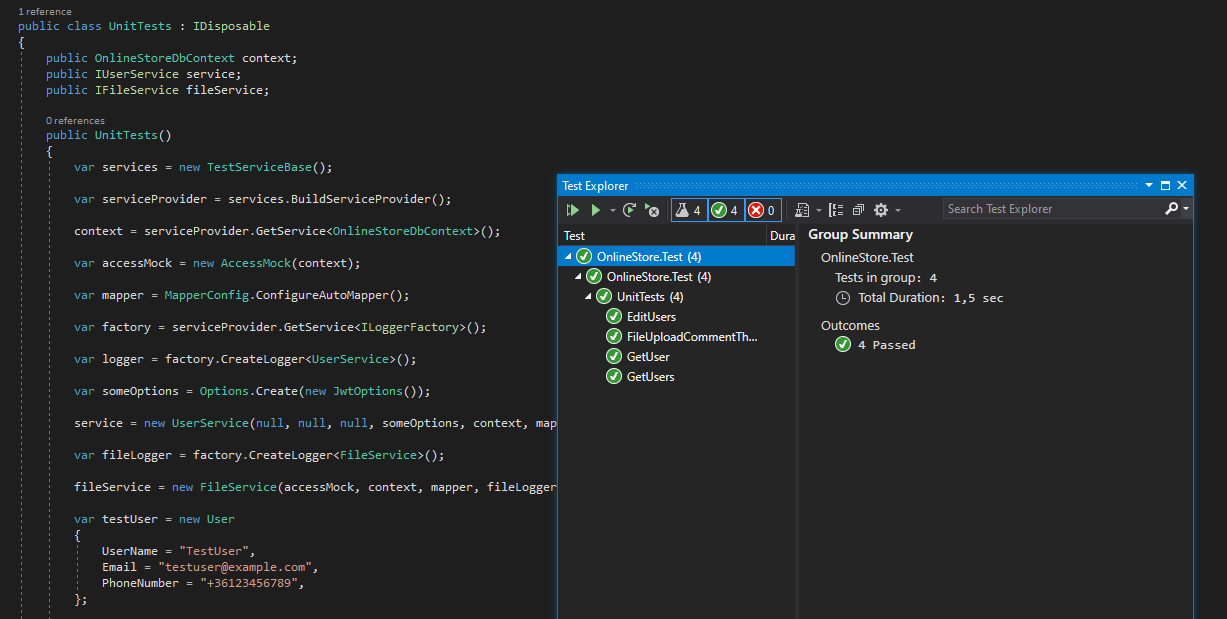 1 reference
public class UnitTests : IDisposable
{
public OnlineStoreDbContext context;
public IUserService service;
public IFileService fileService;
0 references
public UnitTests()
{
var services = new TestServiceBase();
var serviceProvider = services.BuildServiceProvider();
context = serviceProvider.GetService<OnlineStoreDbContext>();
var accessMock = new AccessMock(context);
var mapper = MapperConfig.ConfigureAutoMapper();
var factory = serviceProvider.GetService<ILoggerFactory>();
var logger = factory.CreateLogger<UserService>();
var someOptions = Options.Create(new JwtOptions());
service = new UserService(null, null, null, someOptions, context, map
var fileLogger = factory.CreateLogger<FileService>();
fileService = new FileService(accessMock, context, mapper, fileLogger
var testUser = new User
{
UserName = "TestUser",
Email = "testuser@example.com",
PhoneNumber = "+36123456789",
};
Test Explorer
4 4 0
Search Test Explorer
Test Dura
OnlineStore.Test (4)
OnlineStore.Test (4)
UnitTests (4)
EditUsers
FileUploadCommentTh...
GetUser
GetUsers
Group Summary
OnlineStore.Test
Tests in group: 4
Total Duration: 1,5 sec
Outcomes
4 Passed